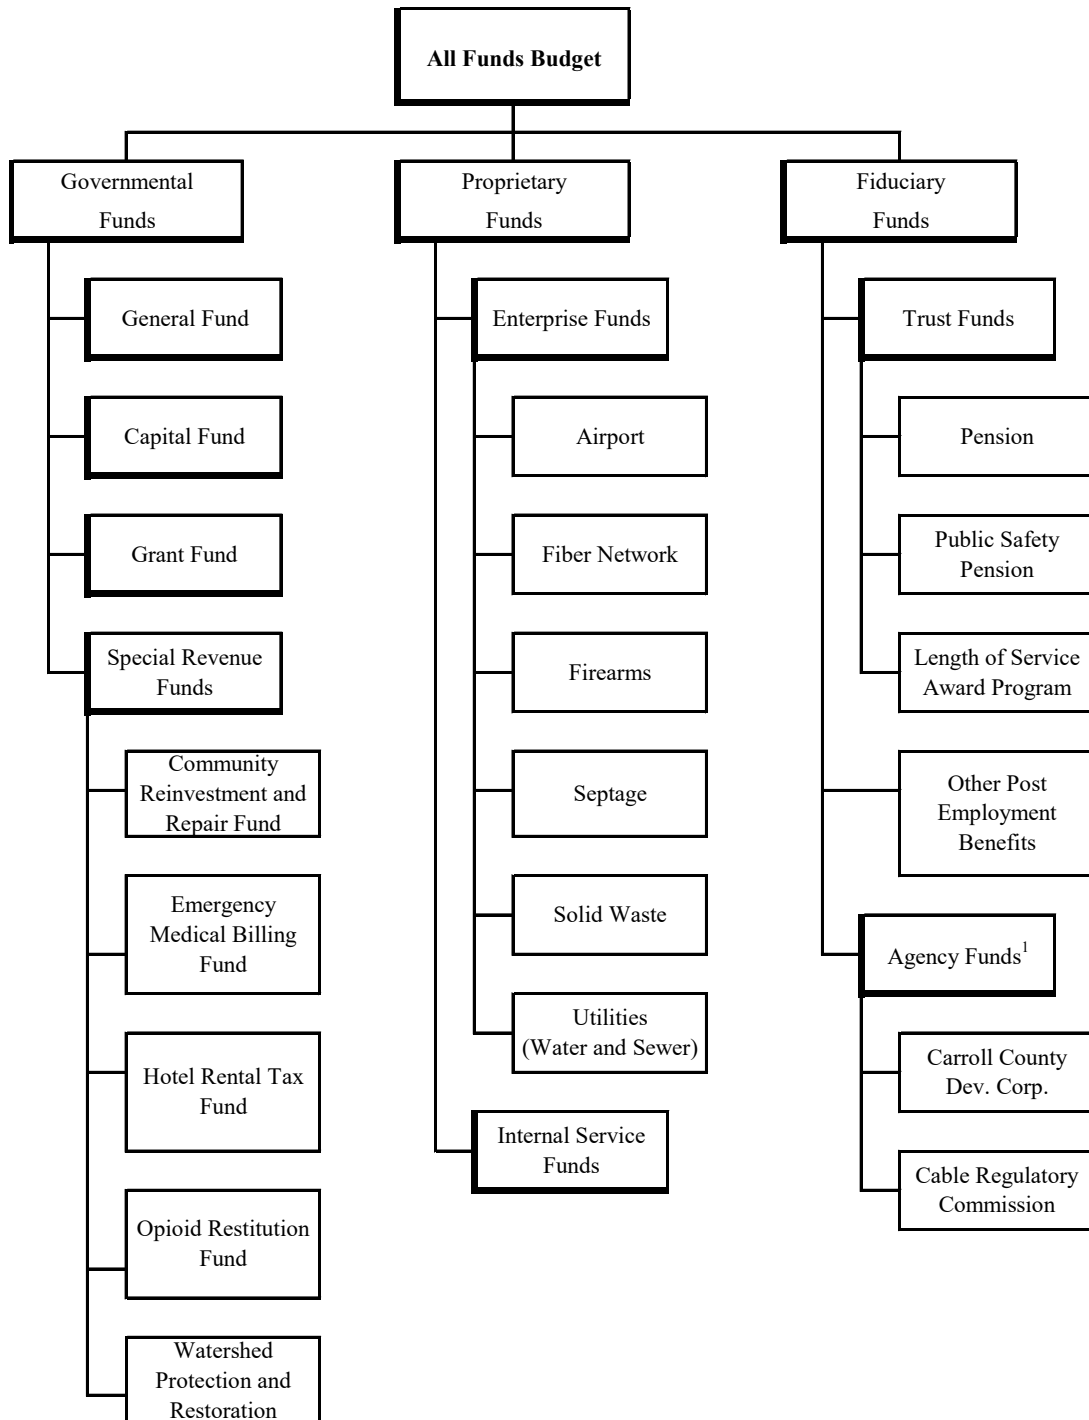 All Funds Budget
Governmental
Funds
Proprietary
Funds
Fiduciary
Funds
General Fund
Capital Fund
Grant Fund
Special Revenue
Funds
Community
Reinvestment and
Repair Fund
Emergency
Medical Billing
Fund
Hotel Rental Tax
Fund
Opioid Restitution
Fund
Watershed
Protection and
Restoration
Enterprise Funds
Airport
Fiber Network
Firearms
Septage
Solid Waste
Utilities
(Water and Sewer)
Internal Service
Funds
Trust Funds
Pension
Public Safety
Pension
Length of Service
Award Program
Other Post
Employment
Benefits
Agency Funds¹
Carroll County
Dev. Corp.
Cable Regulatory
Commission